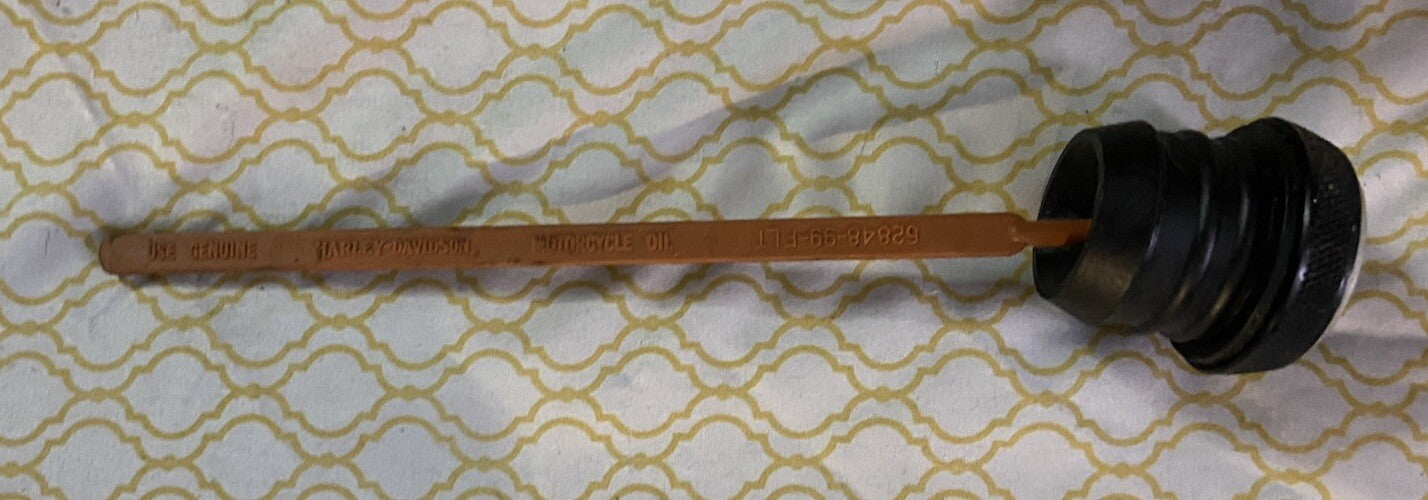 USE GENUINE HARLEY-DAVIDSON MOTORCYCLE OIL
62848-99-FLT